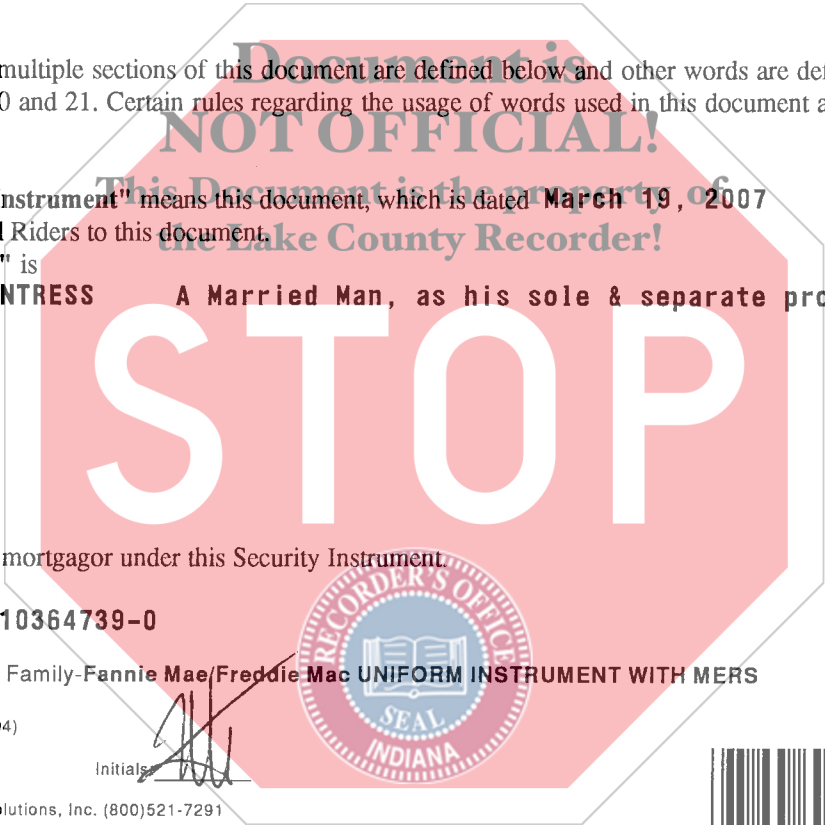 Document is
multiple sections of this document are defined below and other words are def
0 and 21. Certain rules regarding the usage of words used in this document a
NOT OFFICIAL!
This Document is the property of
nstrument" means this document, which is dated March 19, 2007
Riders to this document.
the Lake County Recorder!
" is
NTRESS A Married Man, as his sole & separate pro
STOP
mortgagor under this Security Instrument.
RECORDER'S OFFICE
10364739-0
Family-Fannie Mae/Freddie Mac UNIFORM INSTRUMENT WITH MERS
SEAL
INDIANA
4)
Initials
olutions, Inc. (800)521-7291